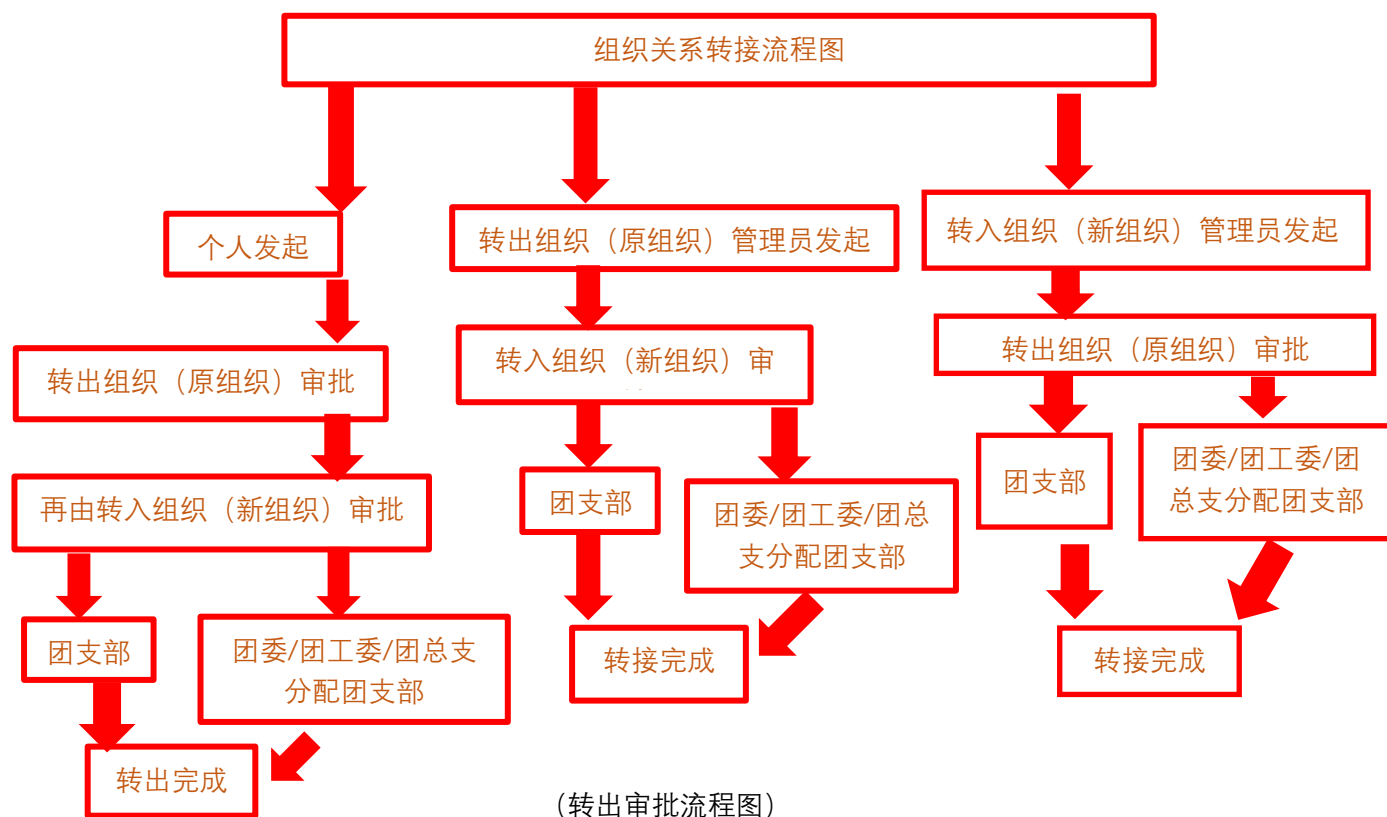 组织关系转接流程图
个人发起
转出组织（原组织）管理员发起
转入组织（新组织）管理员发起
转出组织（原组织）审批
转入组织（新组织）审
转出组织（原组织）审批
再由转入组织（新组织）审批
团支部
团委/团工委/团总
支分配团支部
团支部
团委/团工委/团
总支分配团支部
团支部
团委/团工委/团总支
分配团支部
转接完成
转接完成
转出完成
（转出审批流程图）